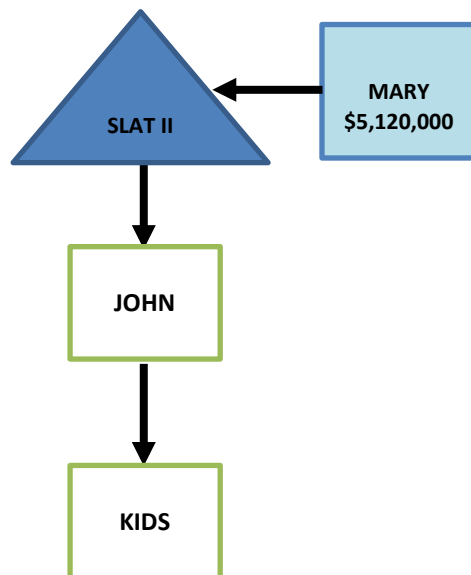 MARY
$5,120,000
SLAT II
JOHN
KIDS